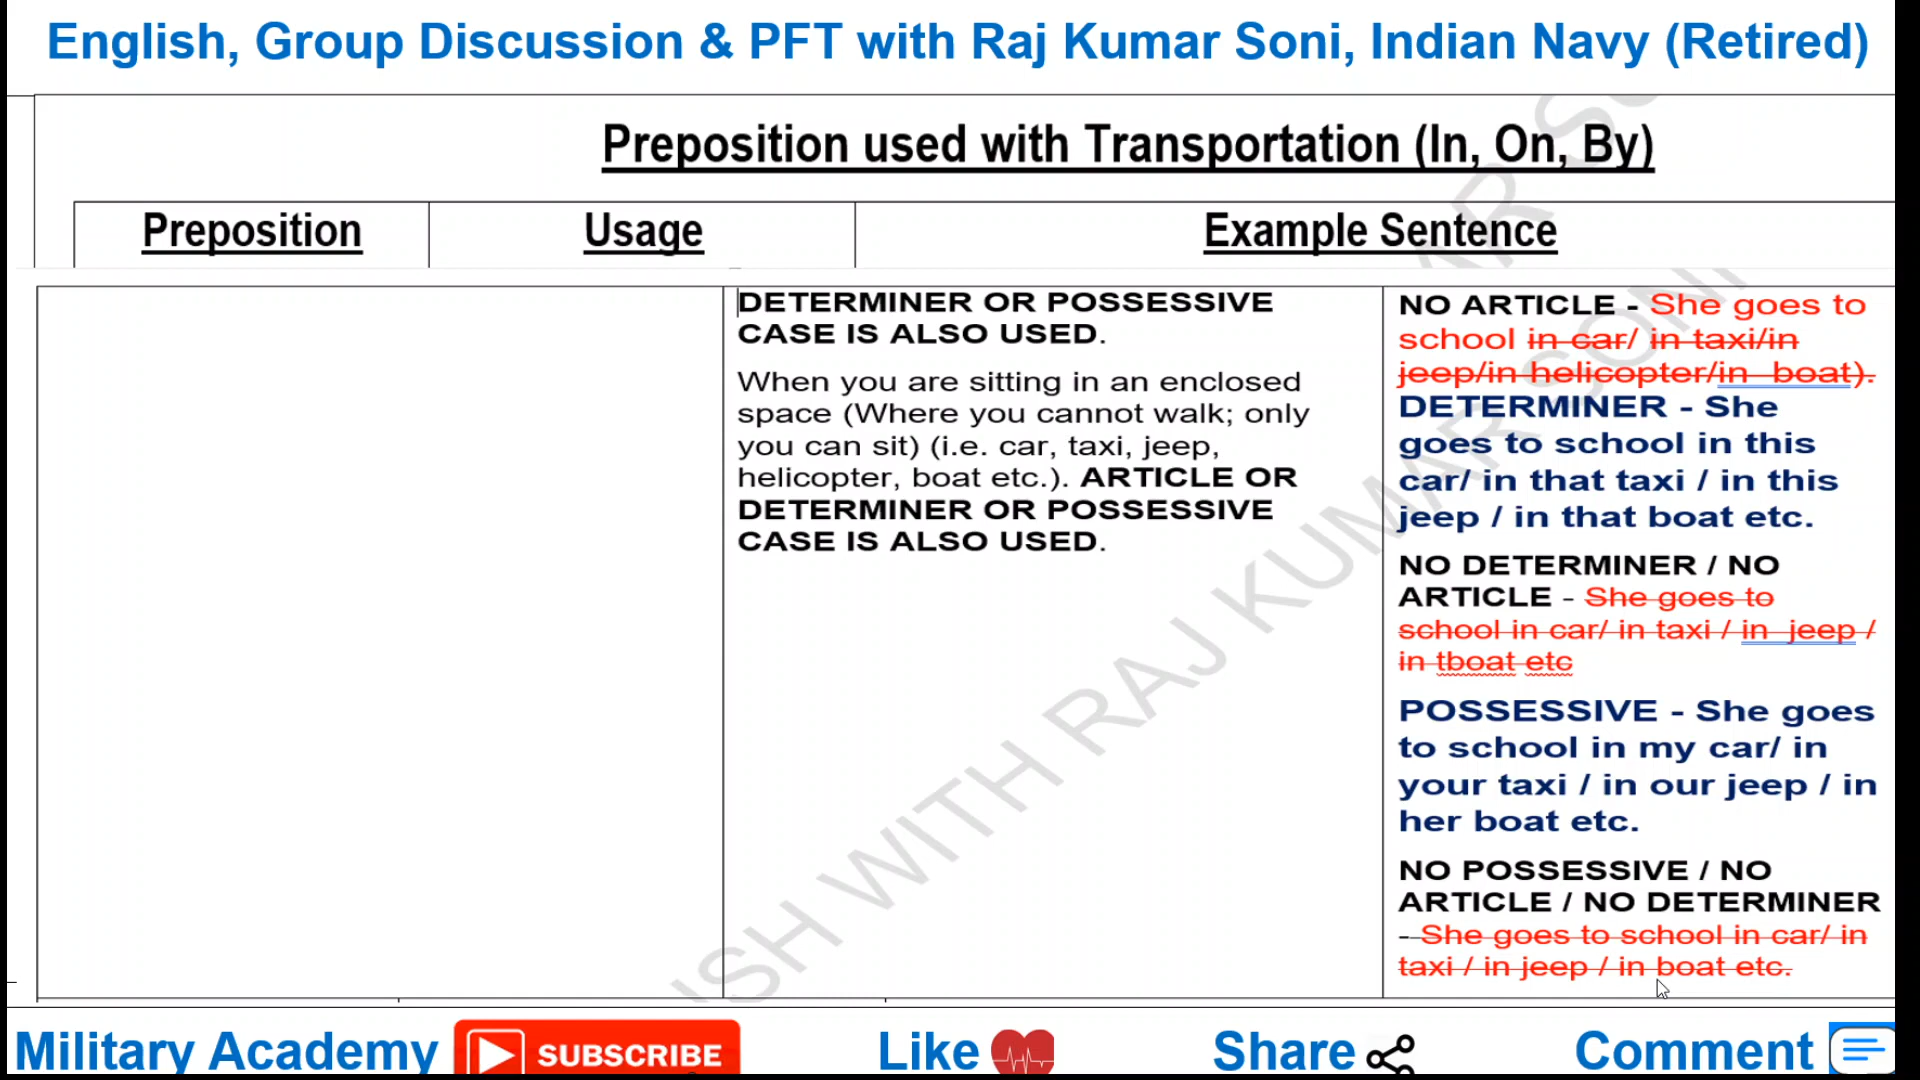 English, Group Discussion & PFT with Raj Kumar Soni, Indian Navy (Retired)
Preposition used with Transportation (In, On, By)
Preposition
Usage
Example Sentence
DETERMINER OR POSSESSIVE
CASE IS ALSO USED.
When you are sitting in an enclosed
space (Where you cannot walk; only
you can sit) (i.e. car, taxi, jeep,
helicopter, boat etc.). ARTICLE OR
DETERMINER OR POSSESSIVE
CASE IS ALSO USED.
NO ARTICLE - She goes to
school in car/ in taxi/in
jeep/in helicopter/in boat).
DETERMINER - She
goes to school in this
car/ in that taxi / in this
jeep / in that boat etc.
NO DETERMINER / NO
ARTICLE - She goes to
school in car/ in taxi / in jeep /
in tboat etc
POSSESSIVE - She goes
to school in my car/ in
your taxi / in our jeep / in
her boat etc.
NO POSSESSIVE / NO
ARTICLE / NO DETERMINER
- She goes to school in car/ in
taxi / in jeep / in boat etc.
ISH WITH RAJ KUMAR SONI
Military Academy
SUBSCRIBE
Like
Share
Comment